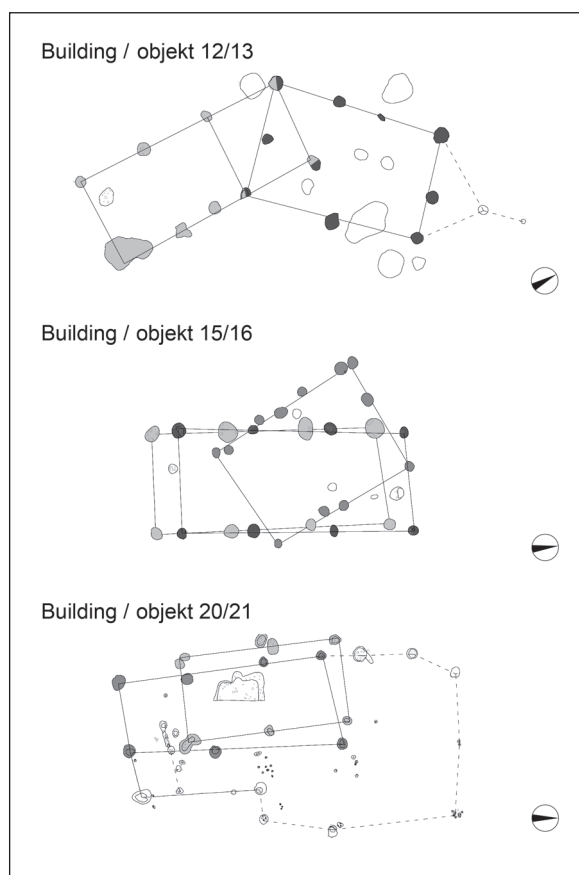 Building / objekt 12/13
Building / objekt 15/16
Building / objekt 20/21